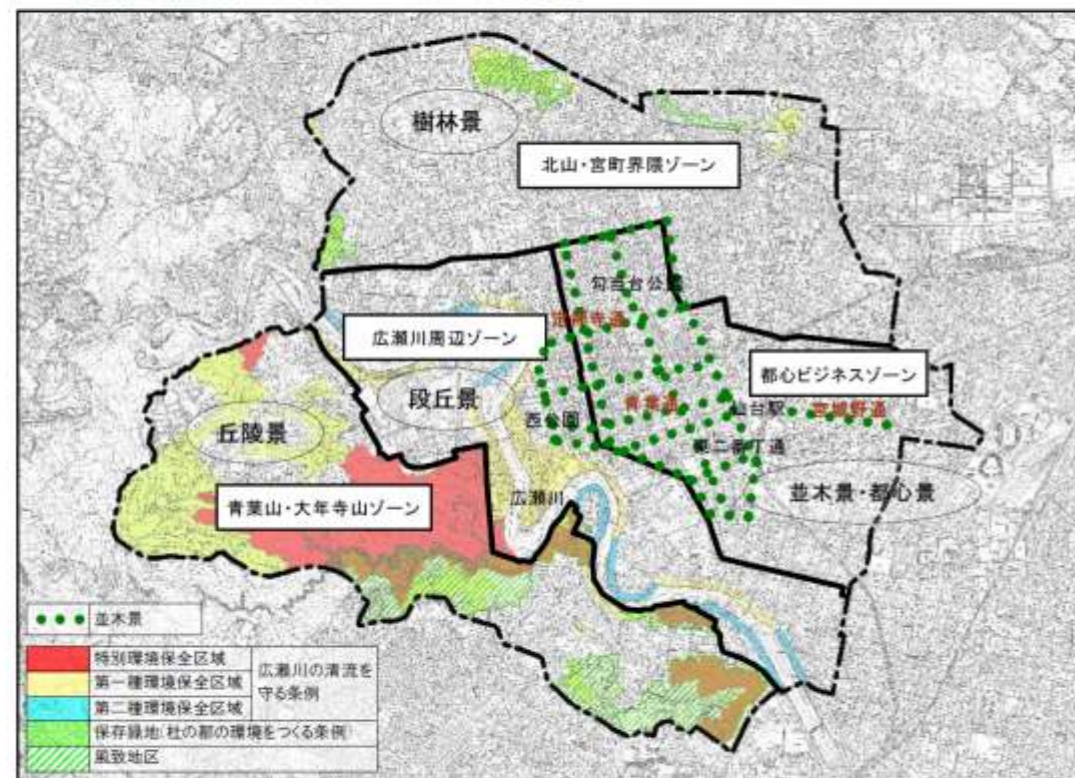 樹林景
北山・宮町界隈ゾーン
勾当台公園
定禅寺通
広瀬川周辺ゾーン
都心ビジネスゾーン
段丘景
青葉通
仙台駅
宮城野通
丘陵景
西公園
東二番丁通
並木景・都心景
青葉山・大年寺山ゾーン
広瀬川
並木景
特別環境保全区域
広瀬川の清流を
第一種環境保全区域
守る条例
第二種環境保全区域
保存緑地(杜の都の環境をつくる条例)
風致地区